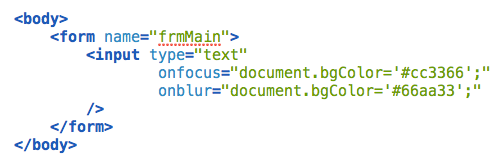 <body>
<form name="frmMain">
<input type="text"
onfocus="document.bgColor='#cc3366';"
onblur="document.bgColor='#66aa33';"
/>
</form>
</body>